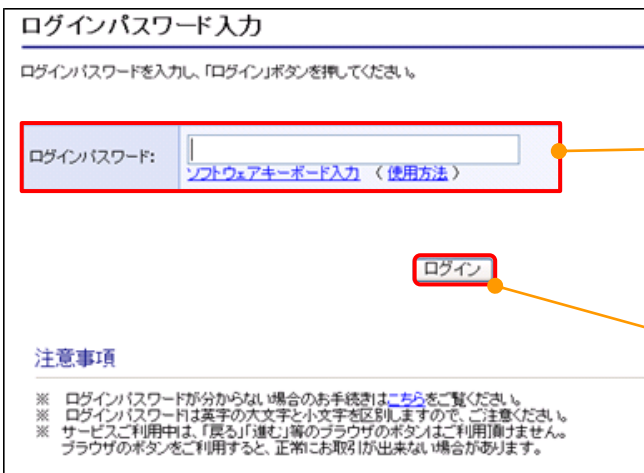 ログインパスワード入力
ログインパスワードを入力し、「ログイン」ボタンを押してください。
ログインパスワード:
ソフトウェアキーボード入力 (使用方法)
ログイン
注意事項
※ ログインパスワードが分からない場合のお手続きはこちらをご覧ください。
※ ログインパスワードは英字の大文字と小文字を区別しますので、ご注意ください。
※ サービスご利用中は、「戻る」「進む」等のブラウザのボタンはご利用頂けません。
ブラウザのボタンをご利用すると、正常にお取引が出来ない場合があります。